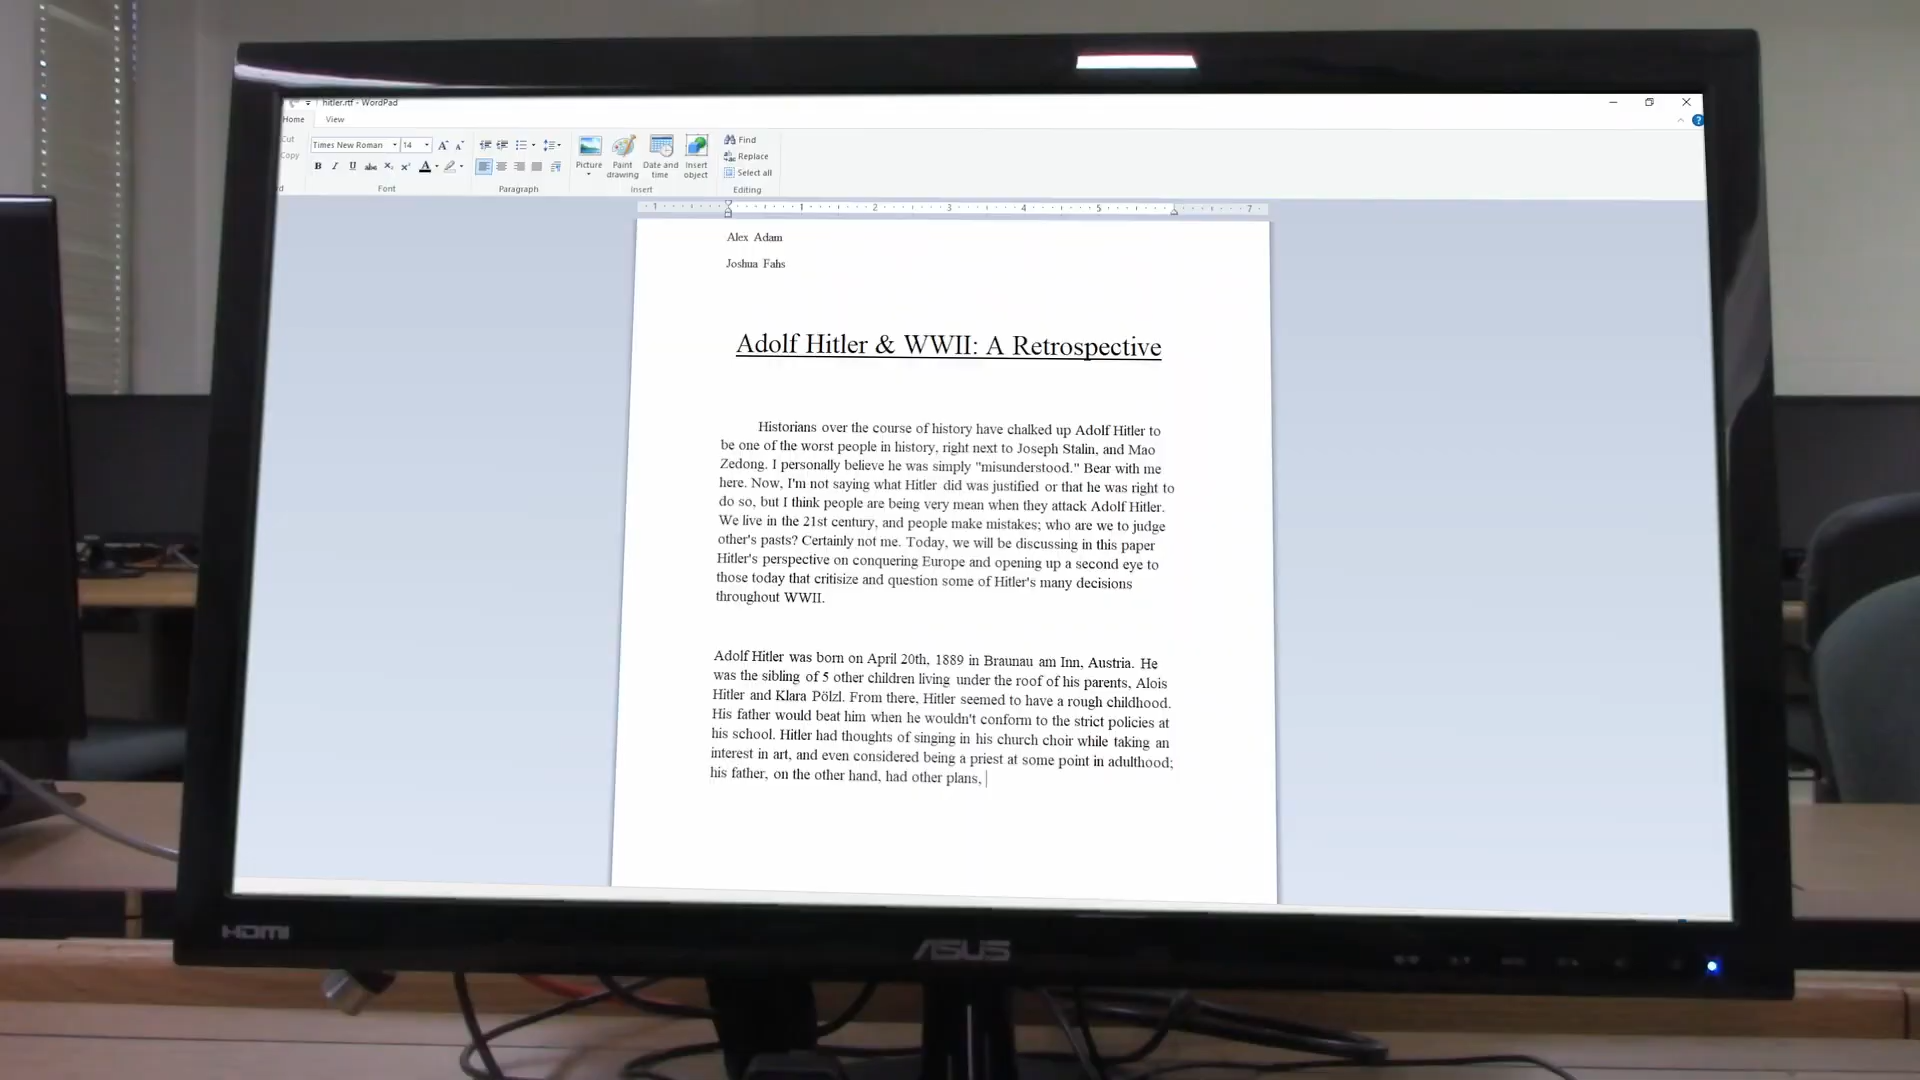 hitler.rtf - WordPad
Home View
Cut
Copy
Times New Roman 14
B I U abc X₂ X² A
Picture
Paint drawing
Date and time
Insert object
Find
Replace
Select all
Font Paragraph Insert Editing
1 1 2 3 4 5 7
Alex Adam
Joshua Fahs
Adolf Hitler & WWII: A Retrospective
Historians over the course of history have chalked up Adolf Hitler to
be one of the worst people in history, right next to Joseph Stalin, and Mao
Zedong. I personally believe he was simply "misunderstood." Bear with me
here. Now, I'm not saying what Hitler did was justified or that he was right to
do so, but I think people are being very mean when they attack Adolf Hitler.
We live in the 21st century, and people make mistakes; who are we to judge
other's pasts? Certainly not me. Today, we will be discussing in this paper
Hitler's perspective on conquering Europe and opening up a second eye to
those today that critisize and question some of Hitler's many decisions
throughout WWII.
Adolf Hitler was born on April 20th, 1889 in Braunau am Inn, Austria. He
was the sibling of 5 other children living under the roof of his parents, Alois
Hitler and Klara Pölzl. From there, Hitler seemed to have a rough childhood.
His father would beat him when he wouldn't conform to the strict policies at
his school. Hitler had thoughts of singing in his church choir while taking an
interest in art, and even considered being a priest at some point in adulthood;
his father, on the other hand, had other plans,
HDMI
ASUS